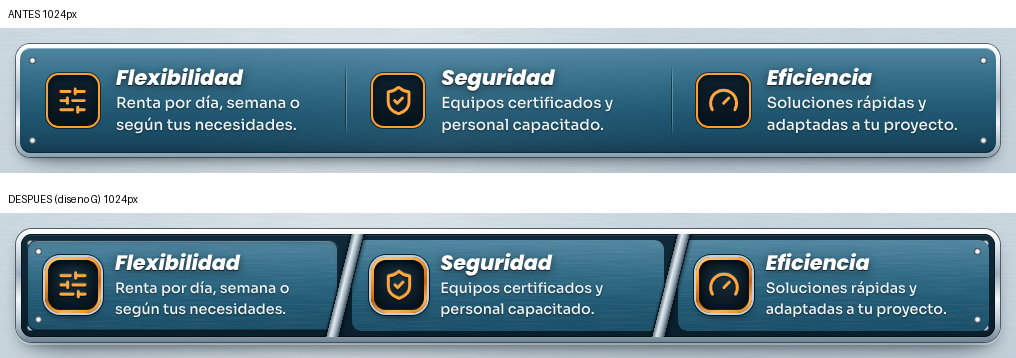 ANTES 1024px
Flexibilidad
Renta por día, semana o
según tus necesidades.
Seguridad
Equipos certificados y
personal capacitado.
Eficiencia
Soluciones rápidas y
adaptadas a tu proyecto.
DESPUES (diseno G) 1024px
Flexibilidad
Renta por día, semana o
según tus necesidades.
Seguridad
Equipos certificados y
personal capacitado.
Eficiencia
Soluciones rápidas y
adaptadas a tu proyecto.